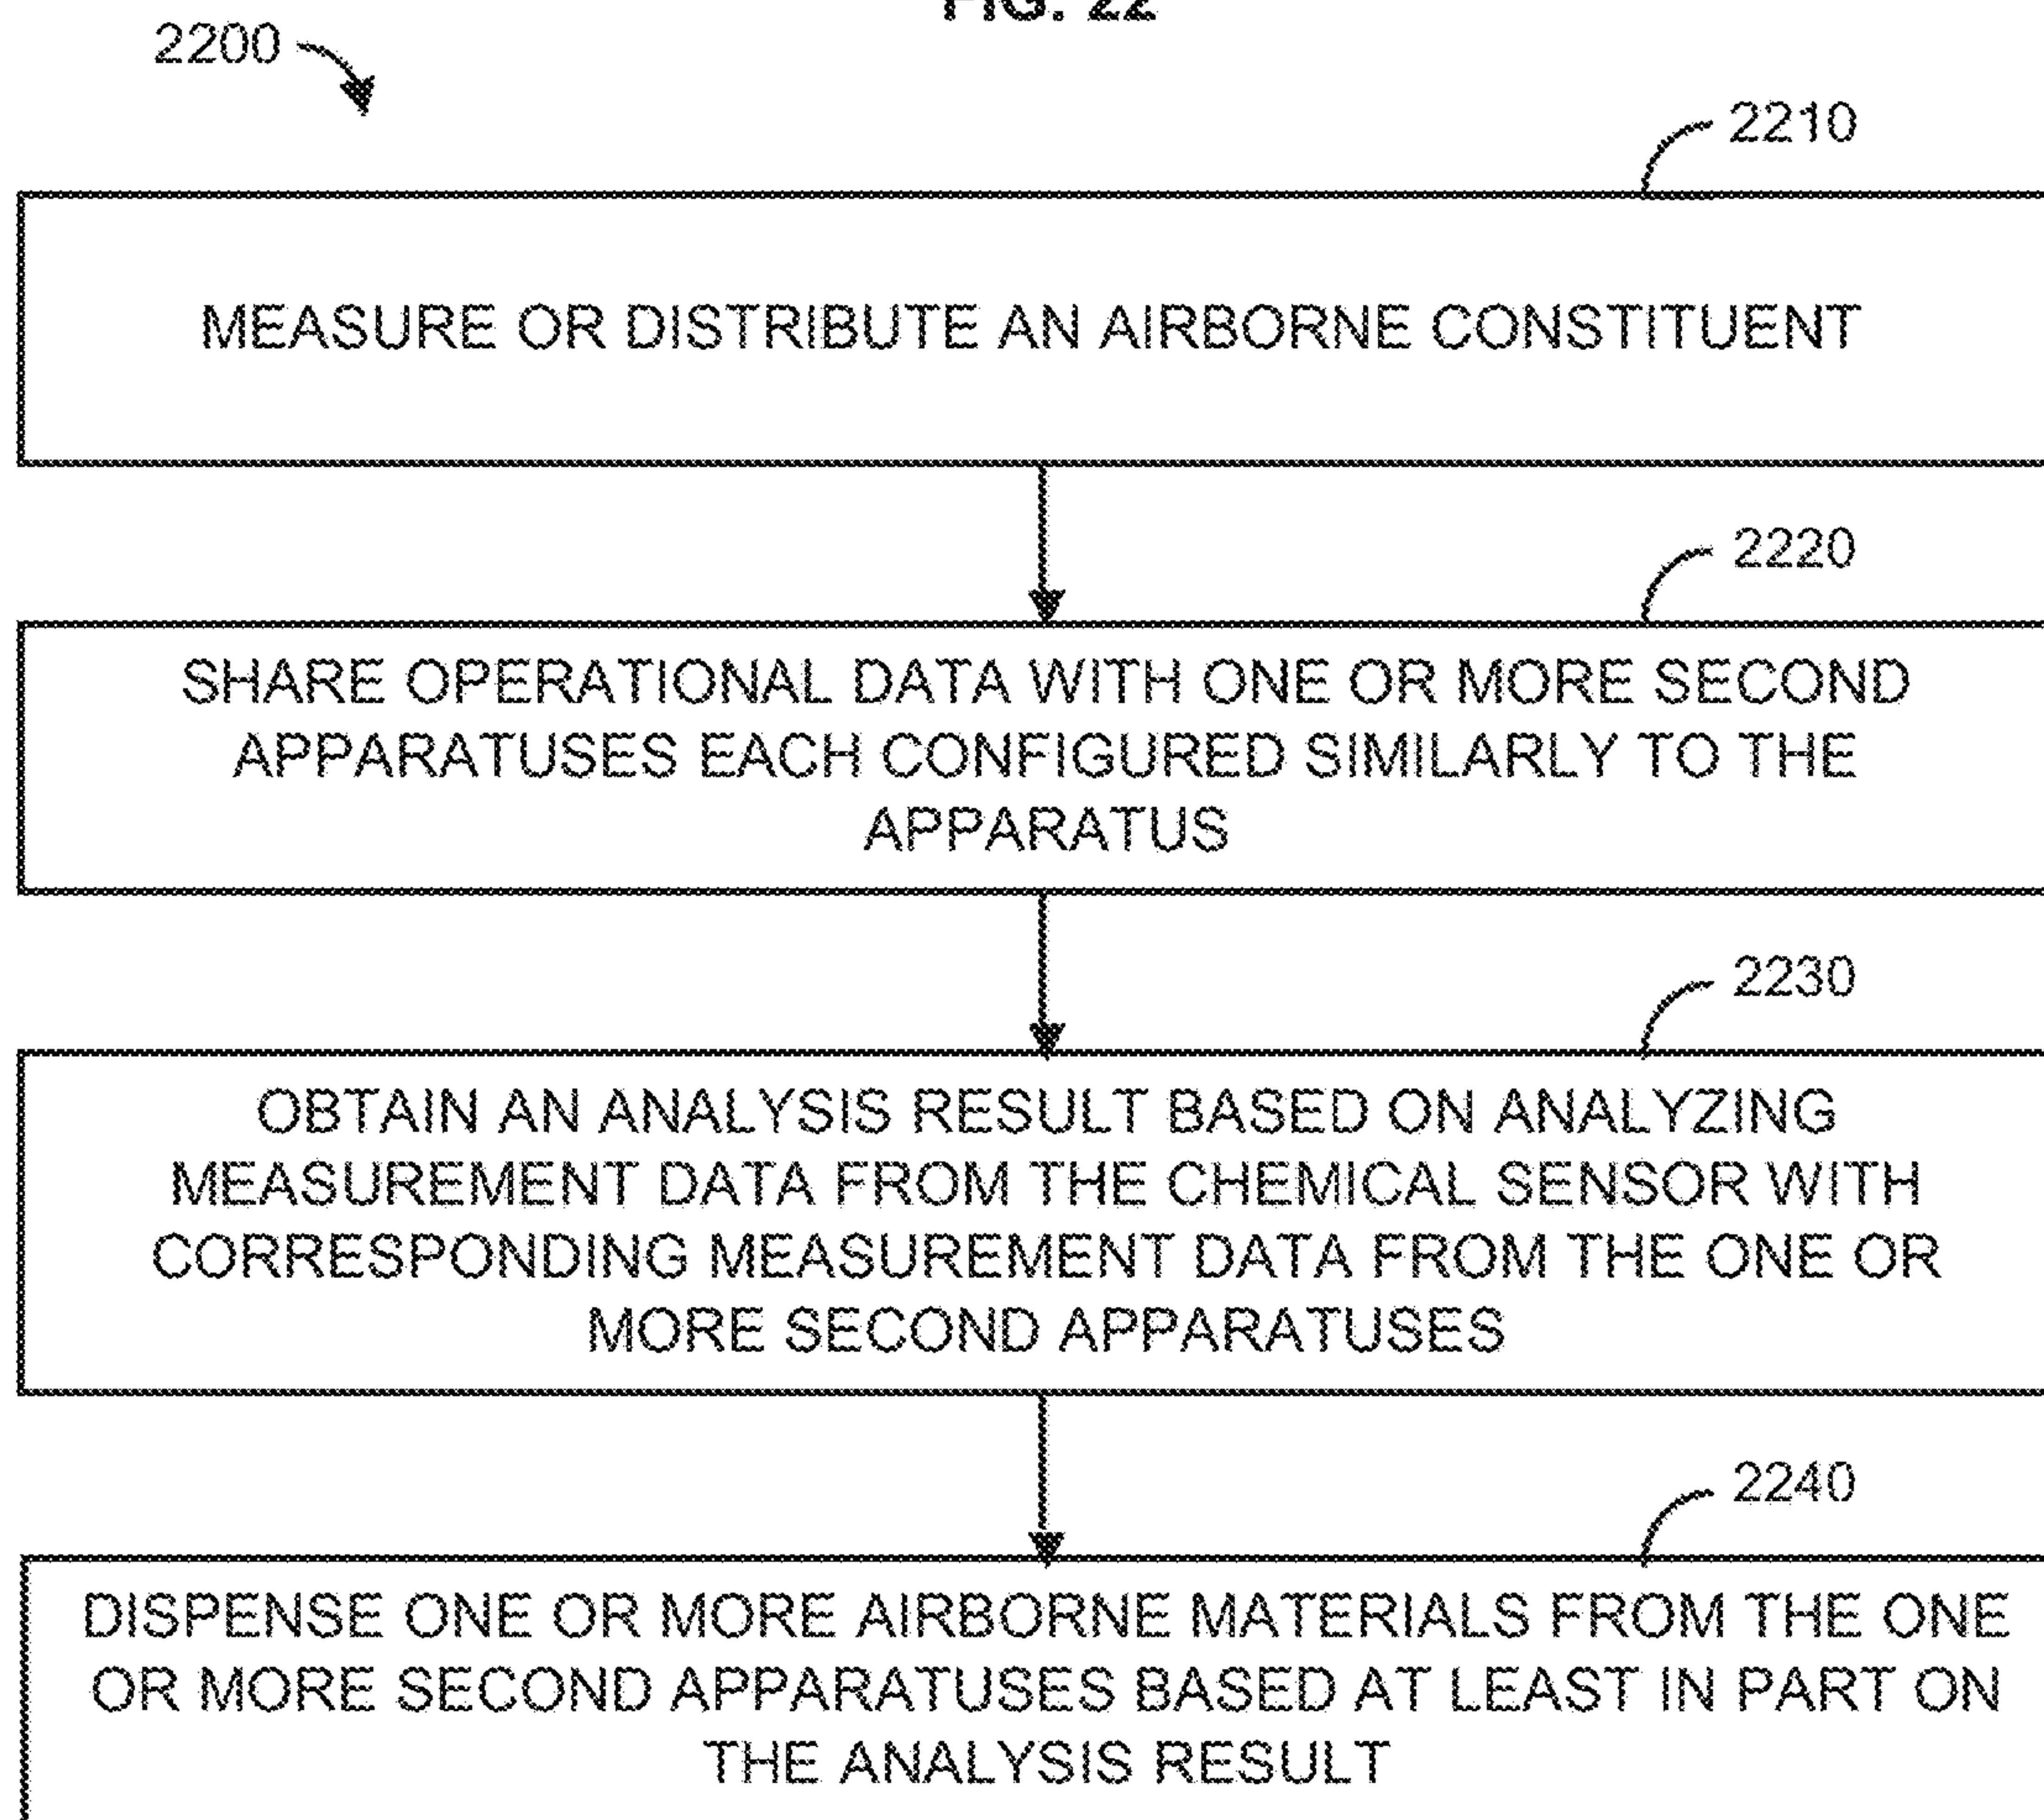 FIG. 22
2200
2210
MEASURE OR DISTRIBUTE AN AIRBORNE CONSTITUENT
2220
SHARE OPERATIONAL DATA WITH ONE OR MORE SECOND
APPARATUSES EACH CONFIGURED SIMILARLY TO THE
APPARATUS
2230
OBTAIN AN ANALYSIS RESULT BASED ON ANALYZING
MEASUREMENT DATA FROM THE CHEMICAL SENSOR WITH
CORRESPONDING MEASUREMENT DATA FROM THE ONE OR
MORE SECOND APPARATUSES
2240
DISPENSE ONE OR MORE AIRBORNE MATERIALS FROM THE ONE
OR MORE SECOND APPARATUSES BASED AT LEAST IN PART ON
THE ANALYSIS RESULT